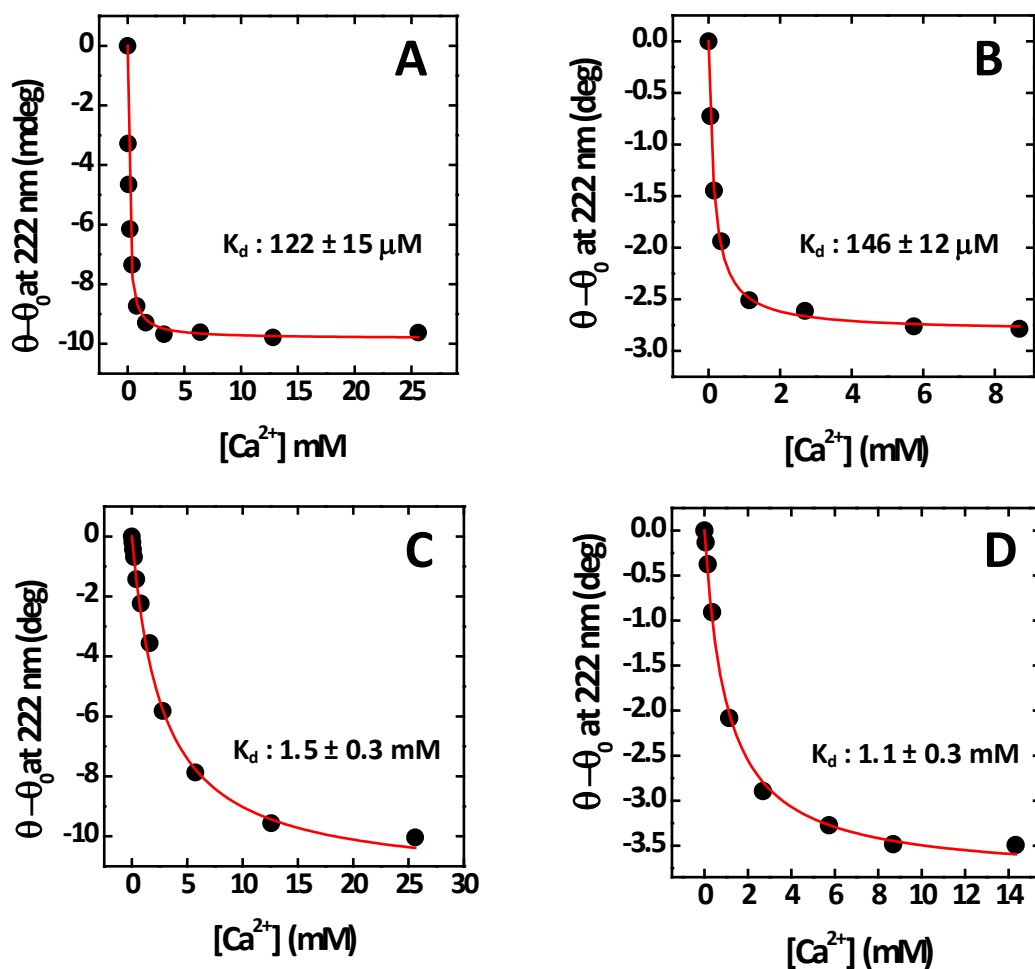 A
θ–θ₀ at 222 nm (mdeg)
0
-2
-4
-6
-8
-10
K_d : 122 ± 15 μM
0 5 10 15 20 25
[Ca²⁺] mM
B
θ –θ₀ at 222 nm (deg)
0.0
-0.5
-1.0
-1.5
-2.0
-2.5
-3.0
K_d : 146 ± 12 μM
0 2 4 6 8
[Ca²⁺] (mM)
C
θ –θ₀ at 222 nm (deg)
0
-2
-4
-6
-8
-10
K_d : 1.5 ± 0.3 mM
0 5 10 15 20 25 30
[Ca²⁺] (mM)
D
θ –θ₀ at 222 nm (deg)
0.0
-0.5
-1.0
-1.5
-2.0
-2.5
-3.0
-3.5
K_d : 1.1 ± 0.3 mM
0 2 4 6 8 10 12 14
[Ca²⁺] (mM)